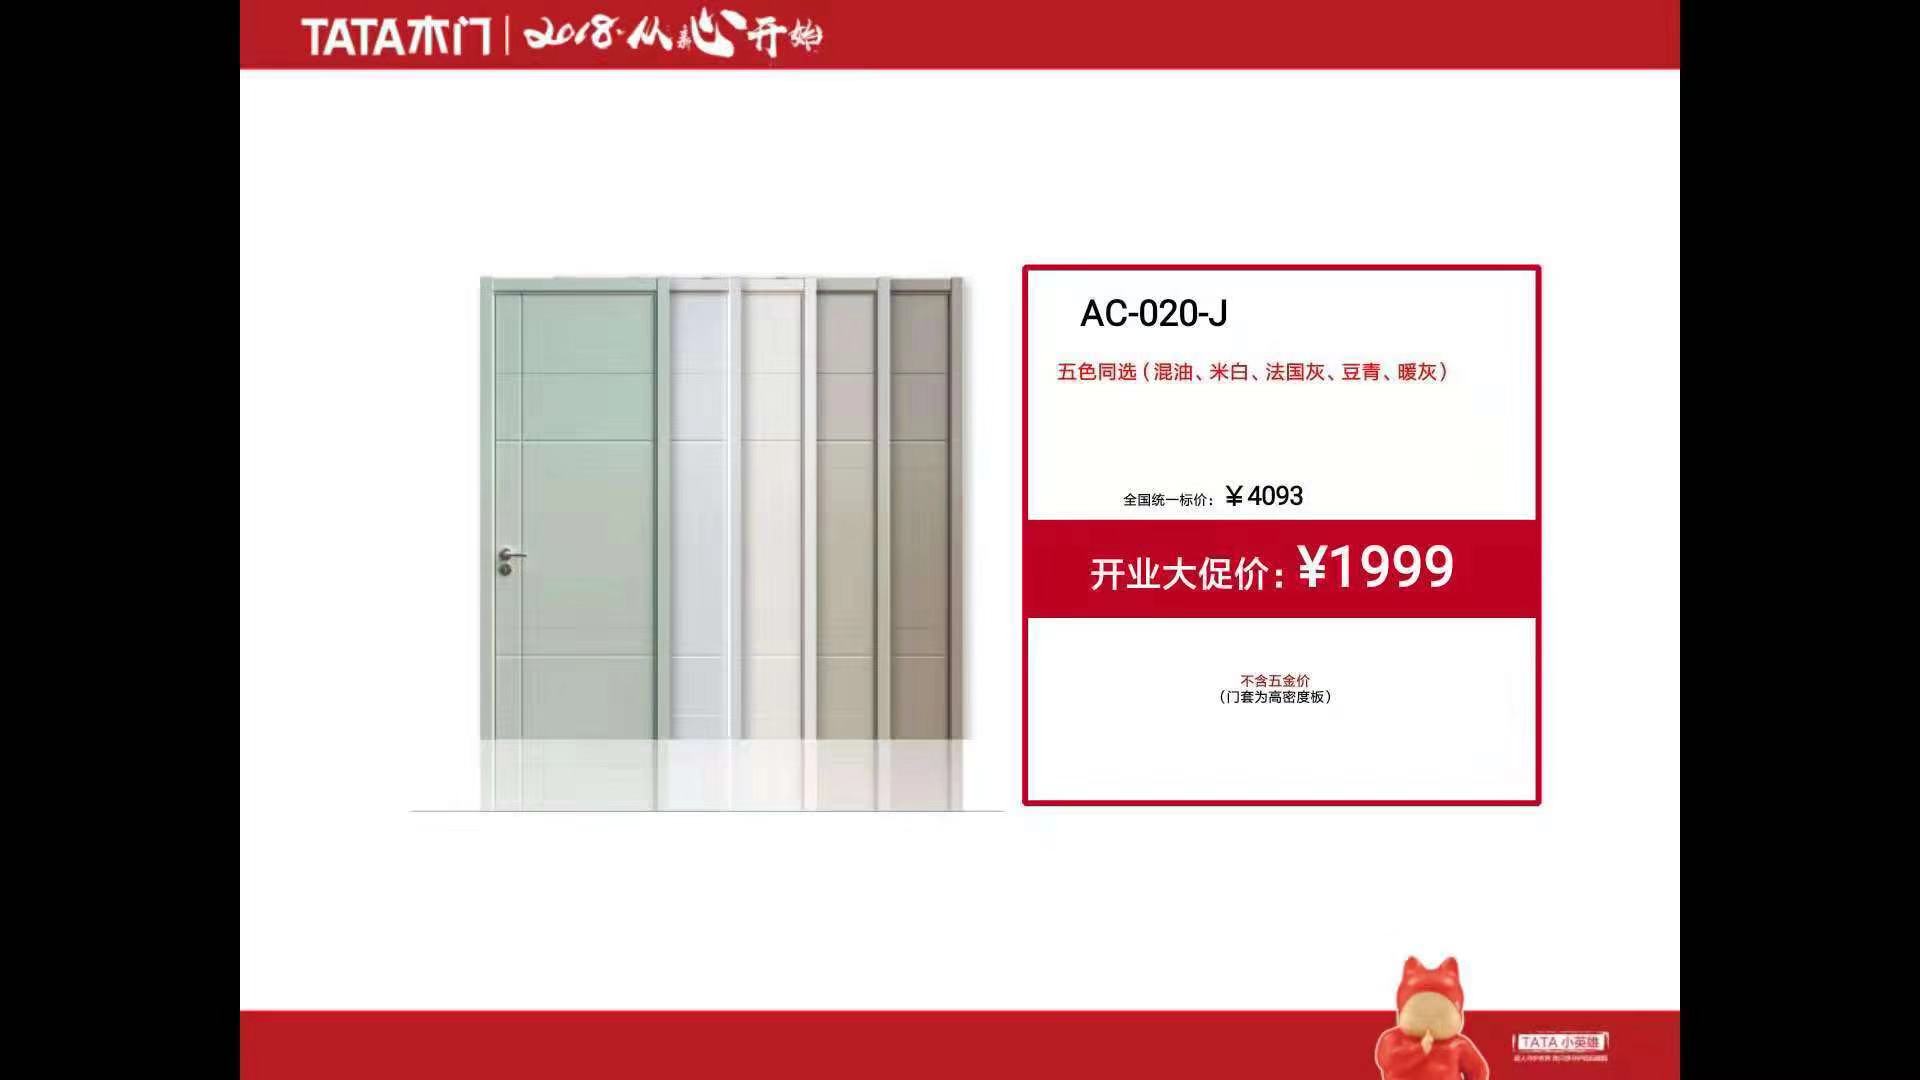 TATA木门 | 2018·从新心开始
AC-020-J
五色同选（混油、米白、法国灰、豆青、暖灰）
全国统一标价：￥4093
开业大促价：¥1999
不含五金价
（门套为高密度板）
TATA 小英雄